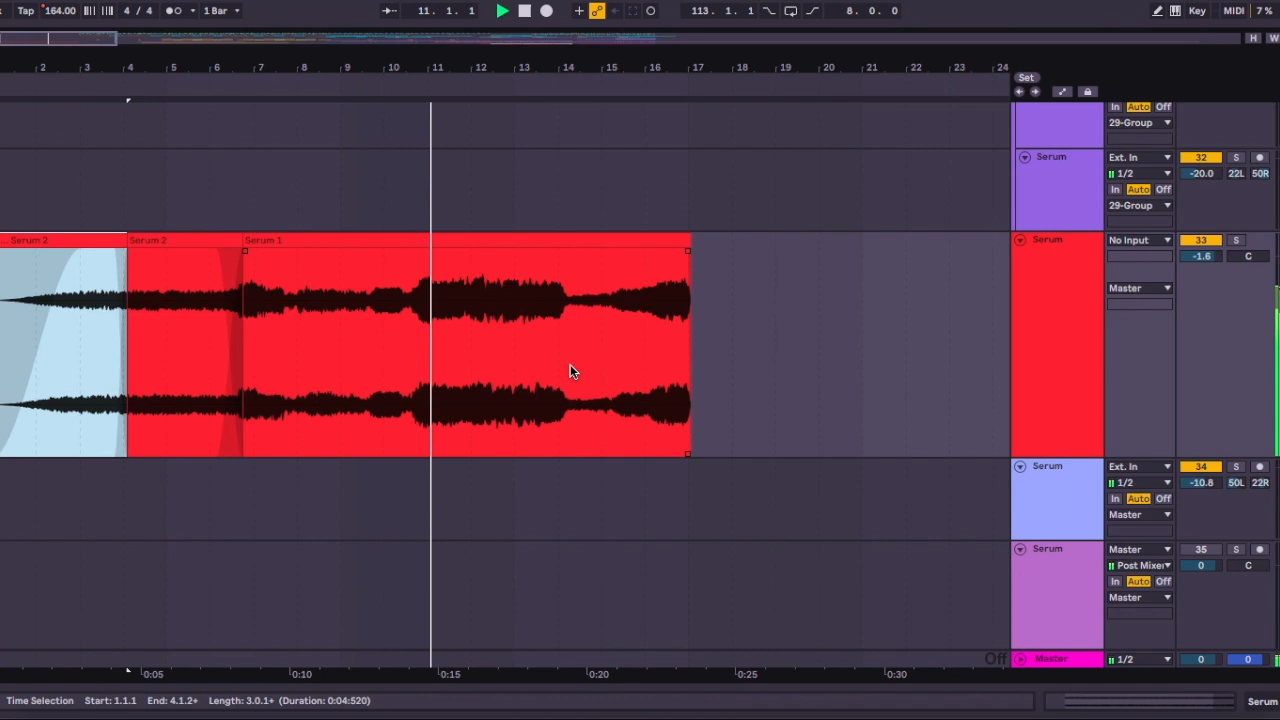 Tap 164.00 4 / 4 1 Bar 11. 1. 1 113. 1. 1 8. 0. 0 Key MIDI 7 %
H W
2 3 4 5 6 7 8 9 10 11 12 13 14 15 16 17 18 19 20 21 22 23 24
Set
In Auto Off
29-Group
Serum Ext. In 32 S
1/2 -20.0 22L 50R
In Auto Off
29-Group
... Serum 2 Serum 2 Serum 1 Serum No Input 33 S
-1.6 C
Master
Serum Ext. In 34 S
1/2 -10.8 50L 22R
In Auto Off
Master
Serum Master 35 S
Post Mixer 0 C
In Auto Off
Master
Off Master 1/2 0 0
0:05 0:10 0:15 0:20 0:25 0:30
Time Selection Start: 1.1.1 End: 4.1.2+ Length: 3.0.1+ (Duration: 0:04:520) Serum